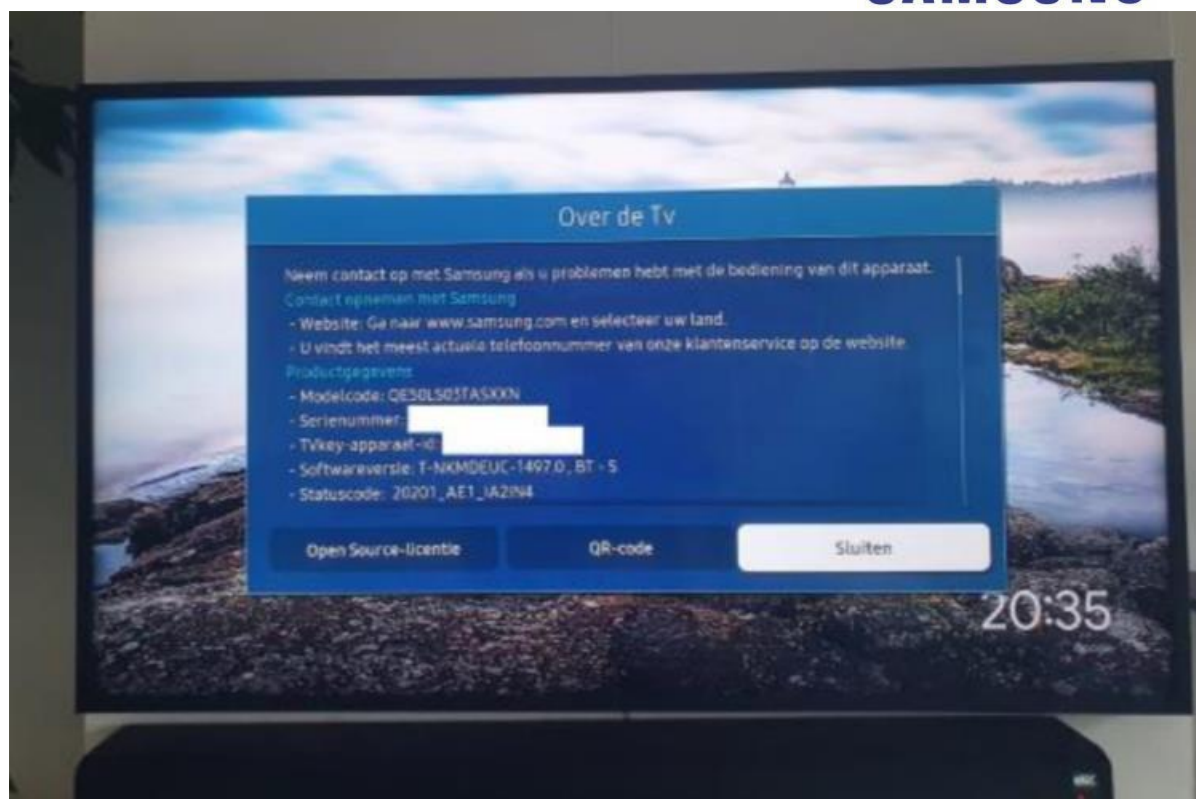 SAMSUNG
Over de Tv
Neem contact op met Samsung als u problemen hebt met de bediening van dit apparaat.
Contact opnemen met Samsung
- Website: Ga naar www.samsung.com en selecteer uw land.
- U vindt het meest actuele telefoonnummer van onze klantenservice op de website.
Productgegevens
- Modelcode: QE50LS03TASXXN
- Serienummer:
- TVkey-apparaat-id:
- Softwareversie: T-NKMDEUC-1497.0, BT - S
- Statuscode: 20201_AE1_IA2IN4
Open Source-licentie QR-code Sluiten
20:35